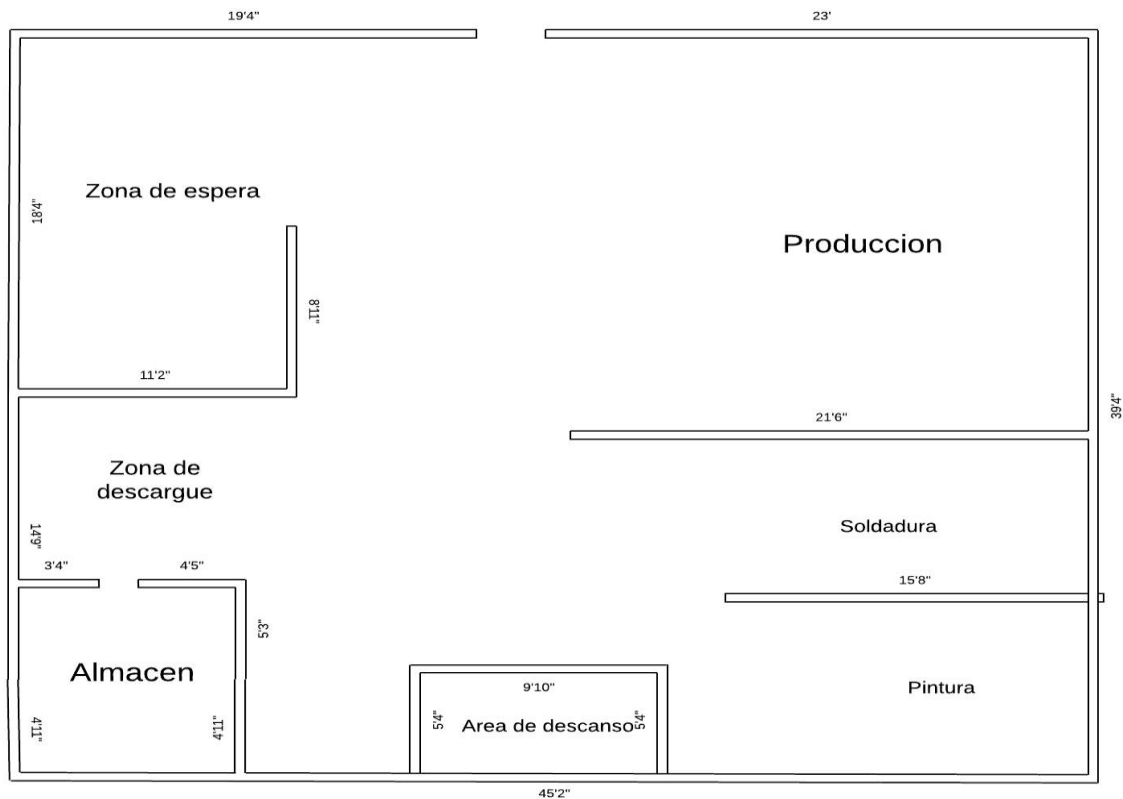 19'4"
23'
Zona de espera
18'4"
Produccion
8'11"
11'2"
39'4"
21'6"
Zona de
descargue
Soldadura
14'9"
3'4"
4'5"
15'8"
5'3"
Almacen
9'10"
Pintura
4'11"
4'11"
5'4"
Area de descanso
5'4"
45'2"